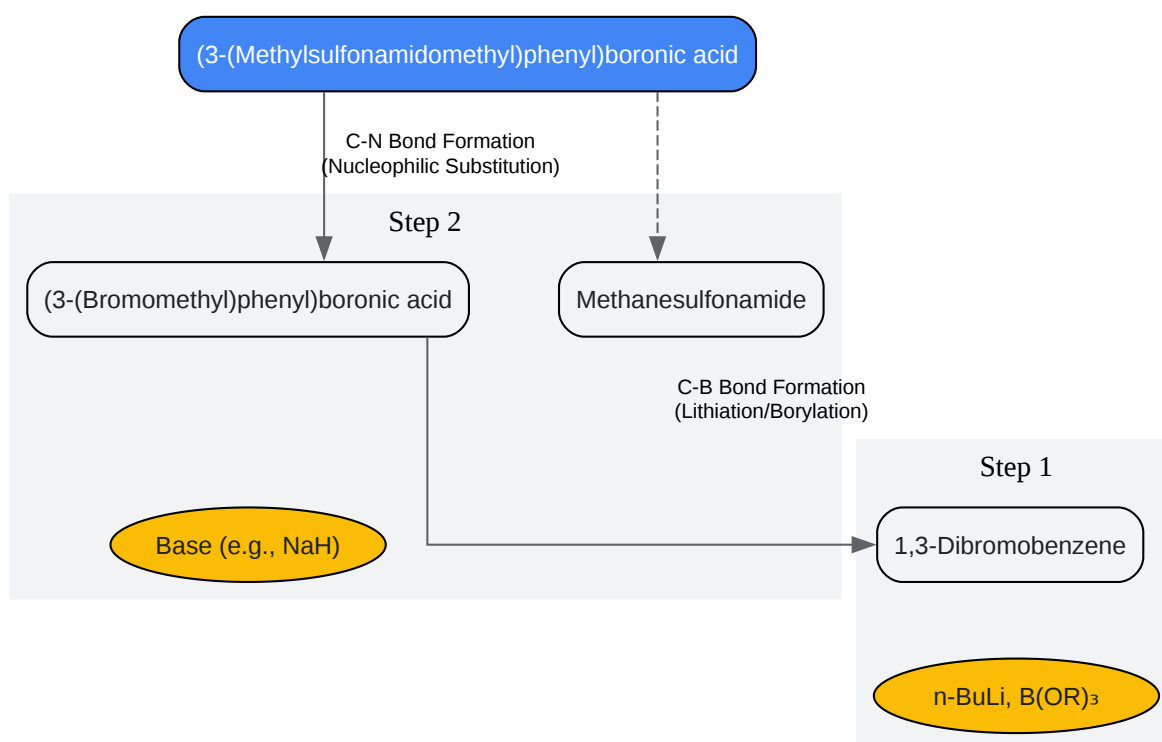 (3-(Methylsulfonamidomethyl)phenyl)boronic acid
C-N Bond Formation
(Nucleophilic Substitution)
Step 2
(3-(Bromomethyl)phenyl)boronic acid
Methanesulfonamide
C-B Bond Formation
(Lithiation/Borylation)
Step 1
Base (e.g., NaH)
1,3-Dibromobenzene
n-BuLi, B(OR)₃